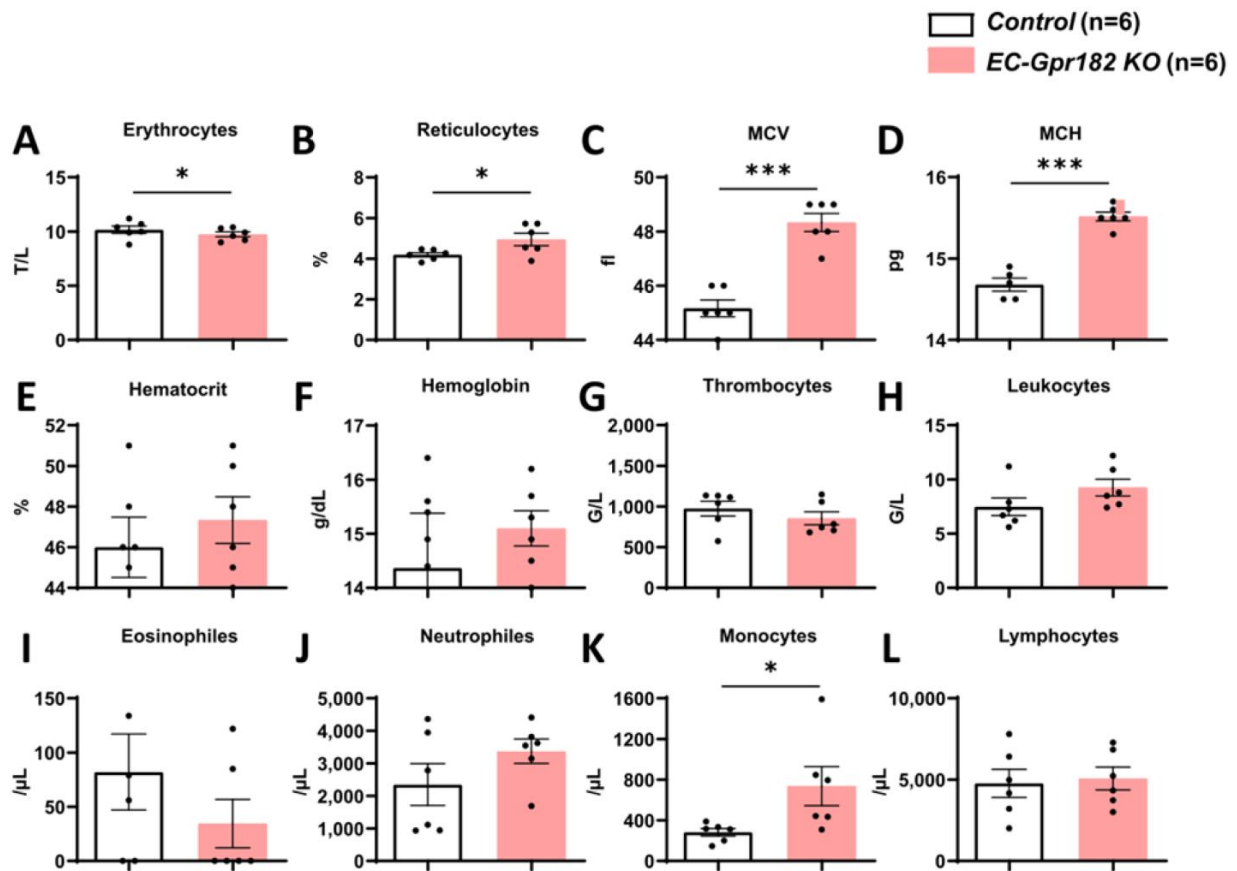 Control (n=6)
EC-Gpr182 KO (n=6)
A Erythrocytes
*
T/L
15
10
5
0
B Reticulocytes
*
%
8
6
4
2
0
C MCV
***
fl
50
48
46
44
D MCH
***
pg
16
15
14
E Hematocrit
%
52
50
48
46
44
F Hemoglobin
g/dL
17
16
15
14
G Thrombocytes
G/L
2,000
1,500
1,000
500
0
H Leukocytes
G/L
15
10
5
0
I Eosinophiles
/µL
150
100
50
0
J Neutrophiles
/µL
5,000
4,000
3,000
2,000
1,000
0
K Monocytes
*
/µL
1600
1200
800
400
0
L Lymphocytes
/µL
10,000
5,000
0